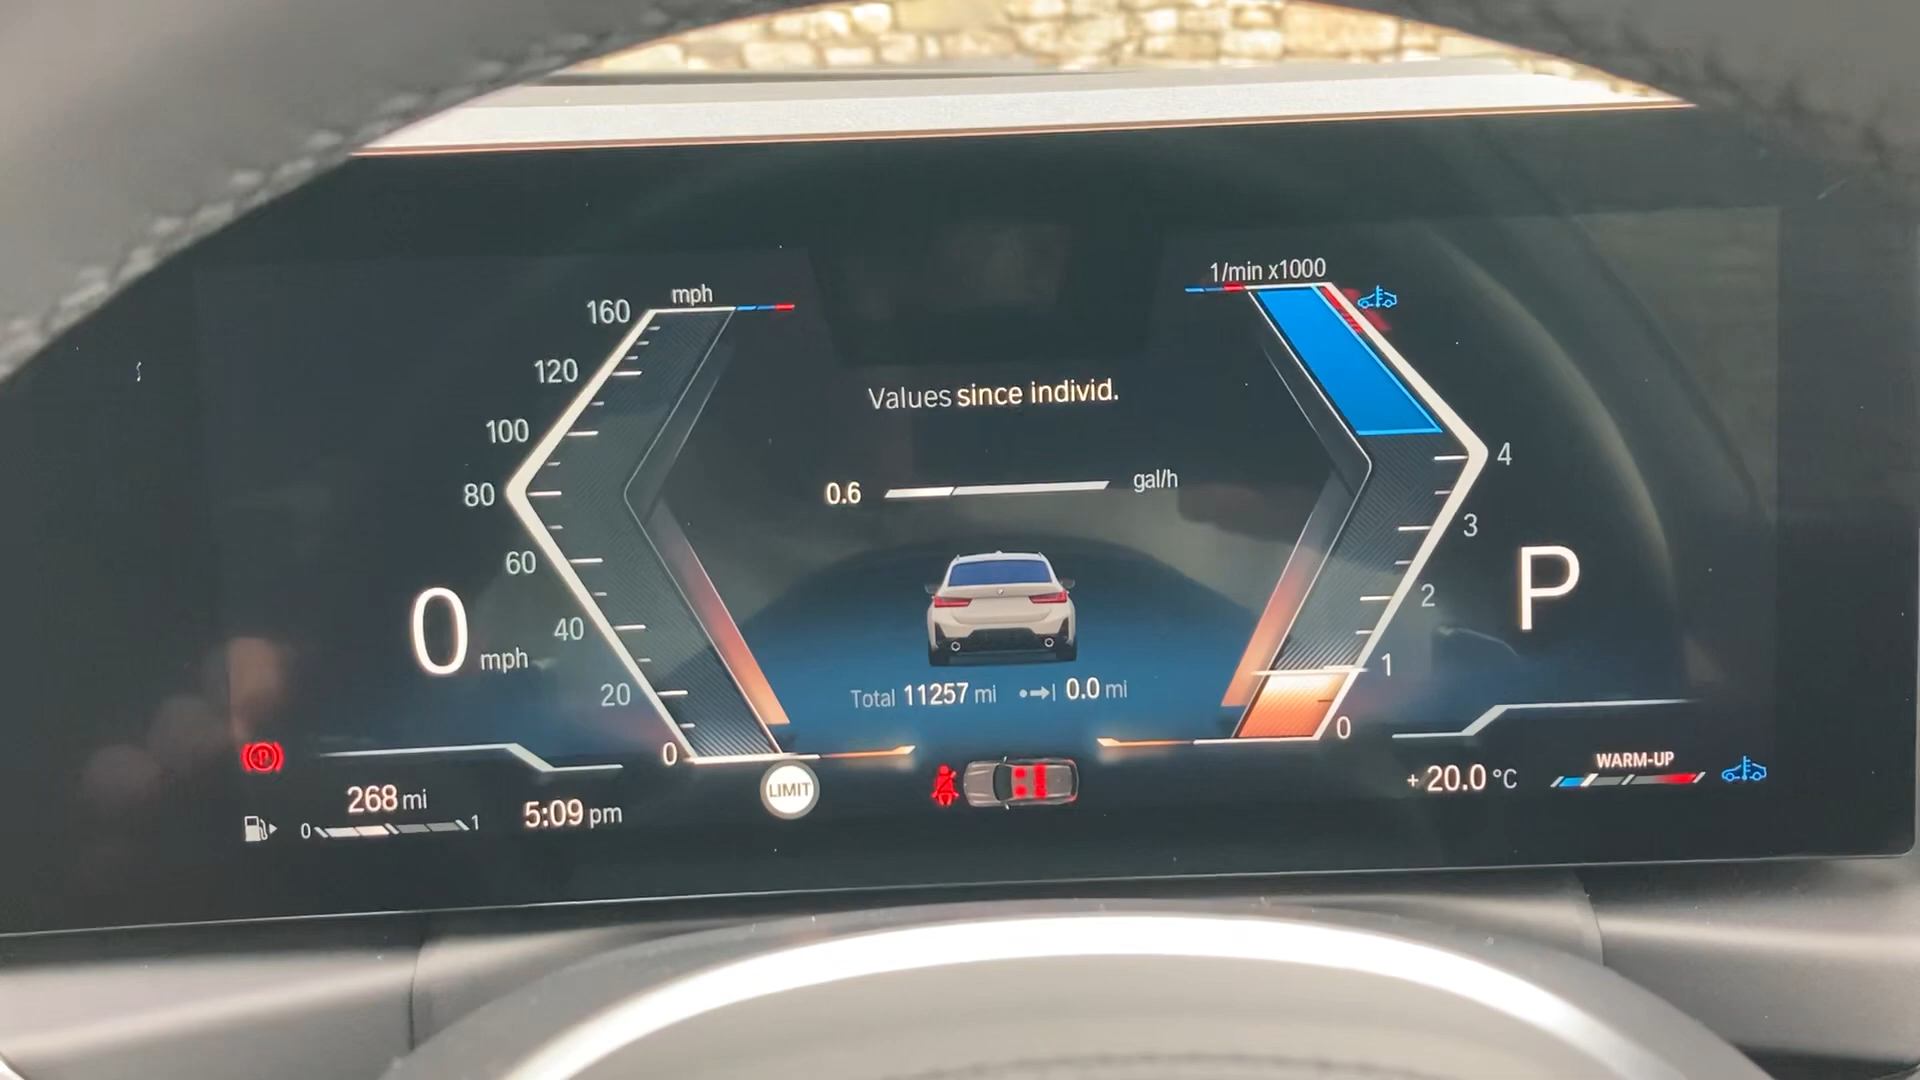 mph
1/min x1000
160
120
100
80
60
40
20
0
0 mph
Values since individ.
0.6 gal/h
Total 11257 mi 0.0 mi
4
3
2
1
0
P
P
268 mi
0 1
5:09 pm
LIMIT
+ 20.0 °C
WARM-UP